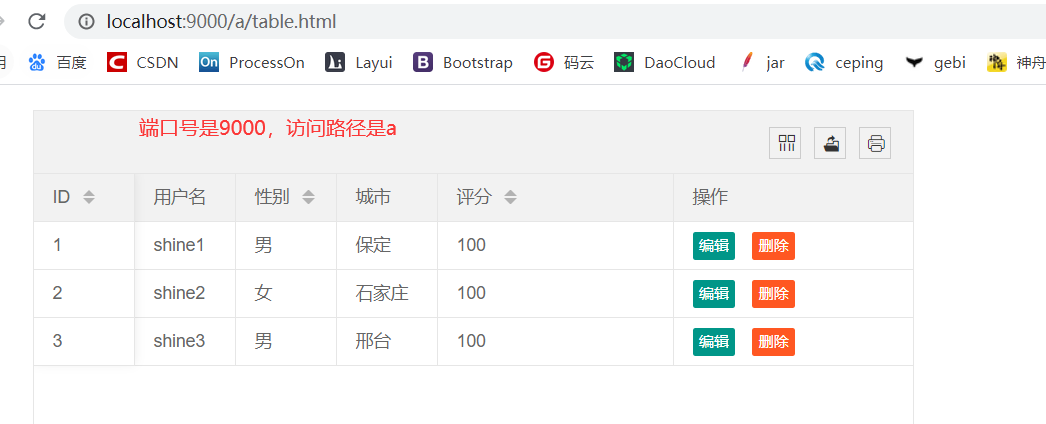 localhost:9000/a/table.html
百度 CSDN On ProcessOn Layui B Bootstrap G 码云 DaoCloud jar ceping gebi 神舟
端口号是9000，访问路径是a
ID 用户名 性别 城市 评分 操作
1 shine1 男 保定 100 编辑 删除
2 shine2 女 石家庄 100 编辑 删除
3 shine3 男 邢台 100 编辑 删除